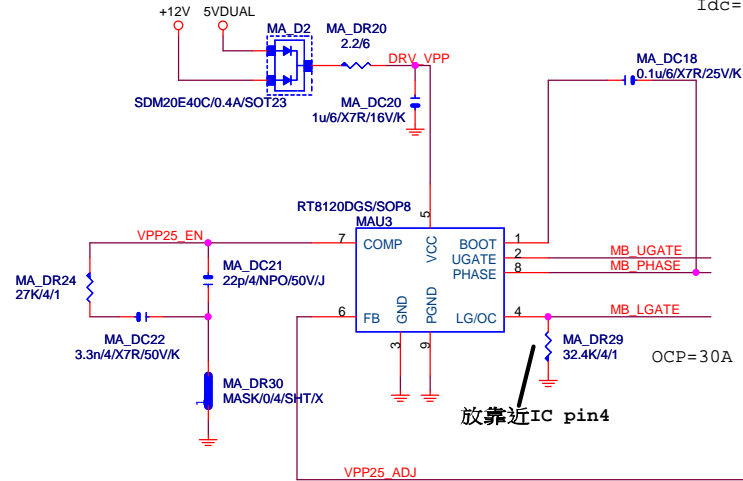 Idc=
+12V
5VDUAL
MA_D2
MA_DR20
2.2/6
DRV_VPP
MA_DC18
0.1u/6/X7R/25V/K
SDM20E40C/0.4A/SOT23
MA_DC20
1u/6/X7R/16V/K
RT8120DGS/SOP8
MAU3
5
VPP25_EN
7
COMP
VCC
BOOT
1
UGATE
2
MB_UGATE
PHASE
8
MB_PHASE
MA_DR24
27K/4/1
MA_DC21
22p/4/NPO/50V/J
6
FB
GND
PGND
LG/OC
4
MB_LGATE
MA_DC22
3.3n/4/X7R/50V/K
3
9
MA_DR29
32.4K/4/1
OCP=30A
MA_DR30
MASK/0/4/SHT/X
1
放靠近IC pin4
VPP25_ADJ